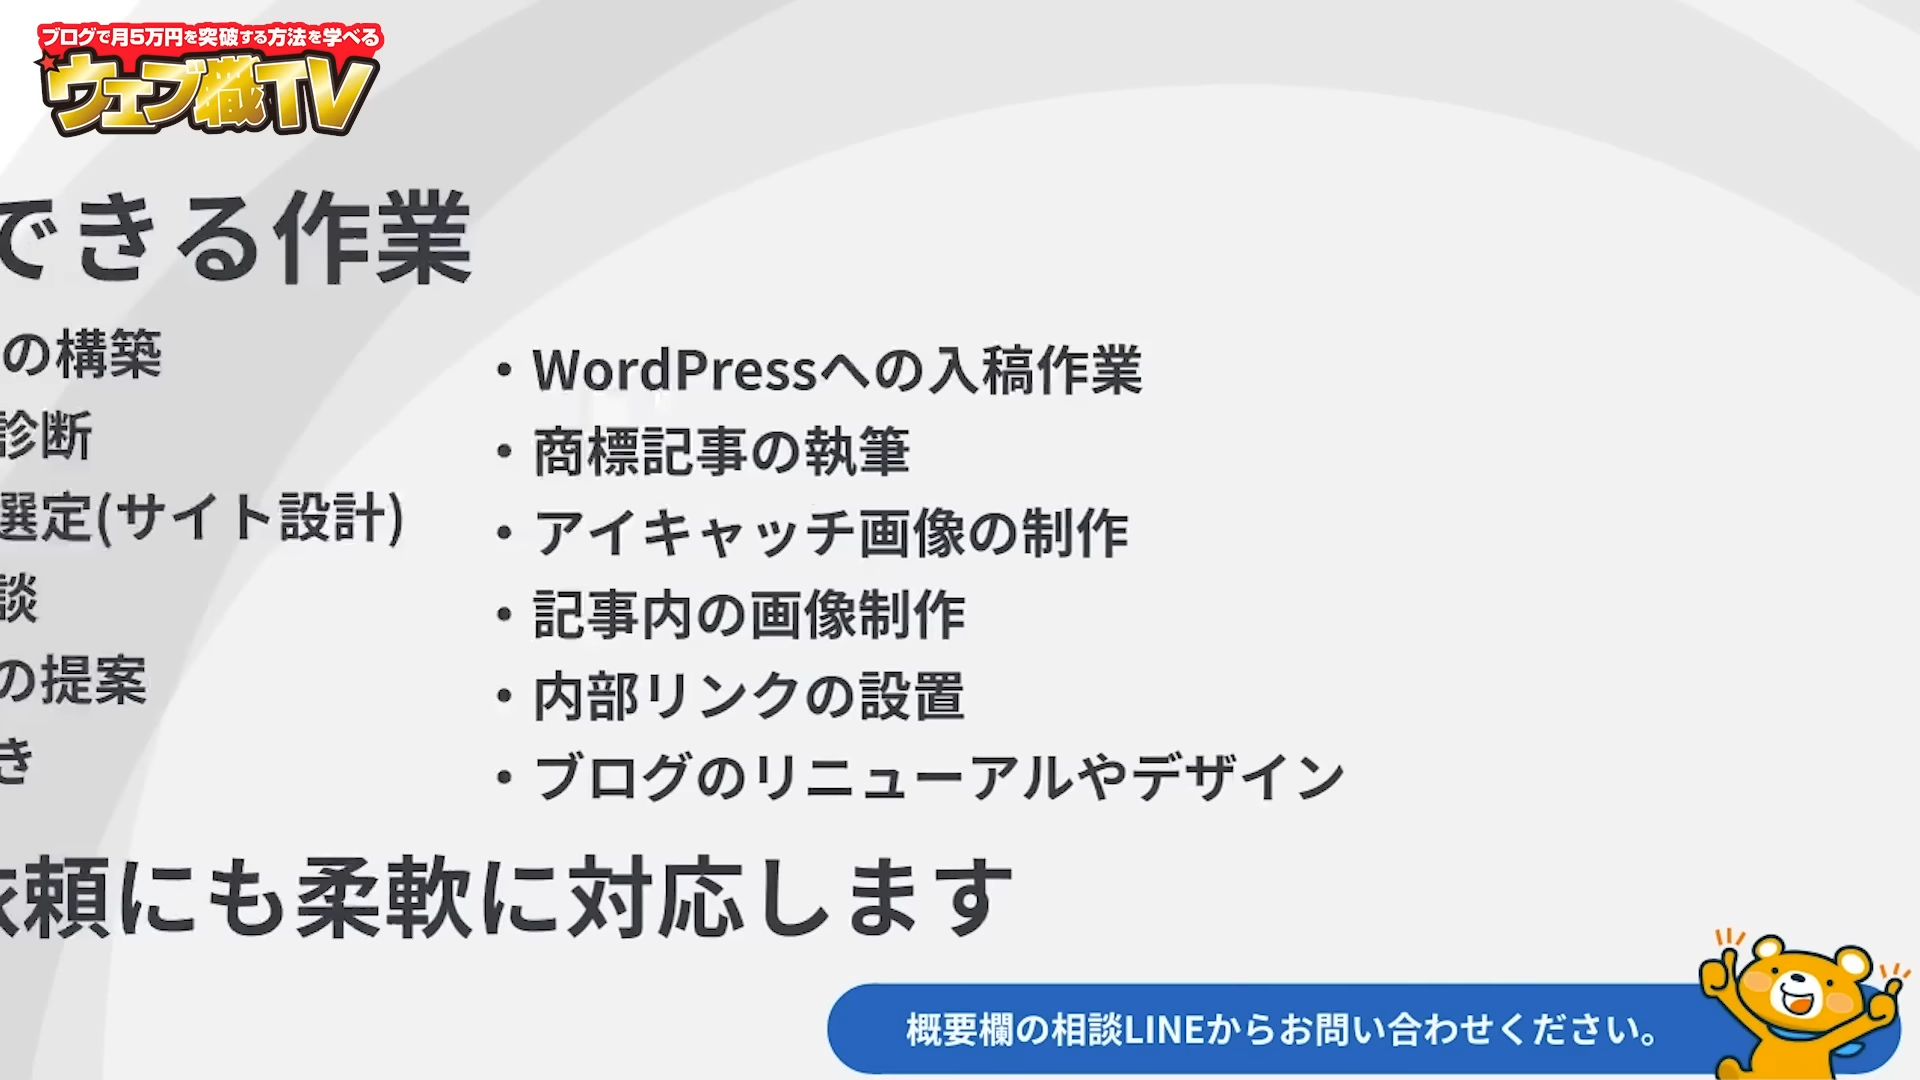 ブログで月5万円を突破する方法を学べる
ウェブ職TV
できる作業
の構築
診断
選定(サイト設計)
談
の提案
き
・WordPressへの入稿作業
・商標記事の執筆
・アイキャッチ画像の制作
・記事内の画像制作
・内部リンクの設置
・ブログのリニューアルやデザイン
依頼にも柔軟に対応します
概要欄の相談LINEからお問い合わせください。